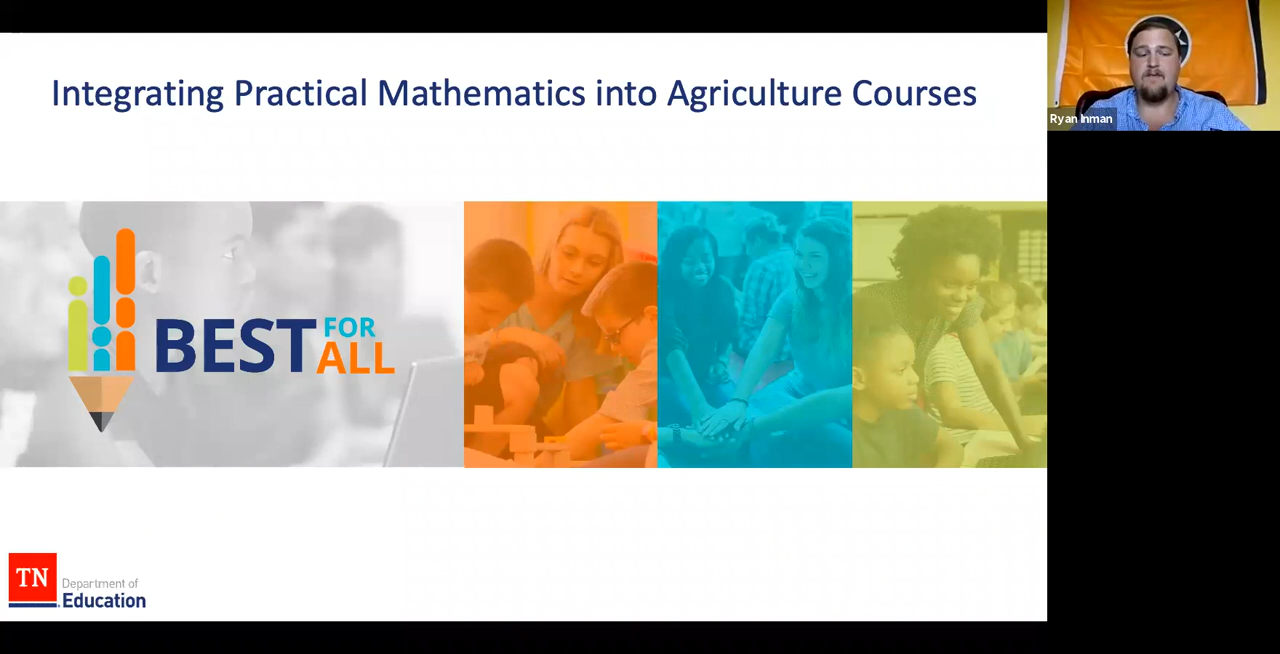 Integrating Practical Mathematics into Agriculture Courses
Ryan Inman
BEST FOR ALL
TN
Department of
Education